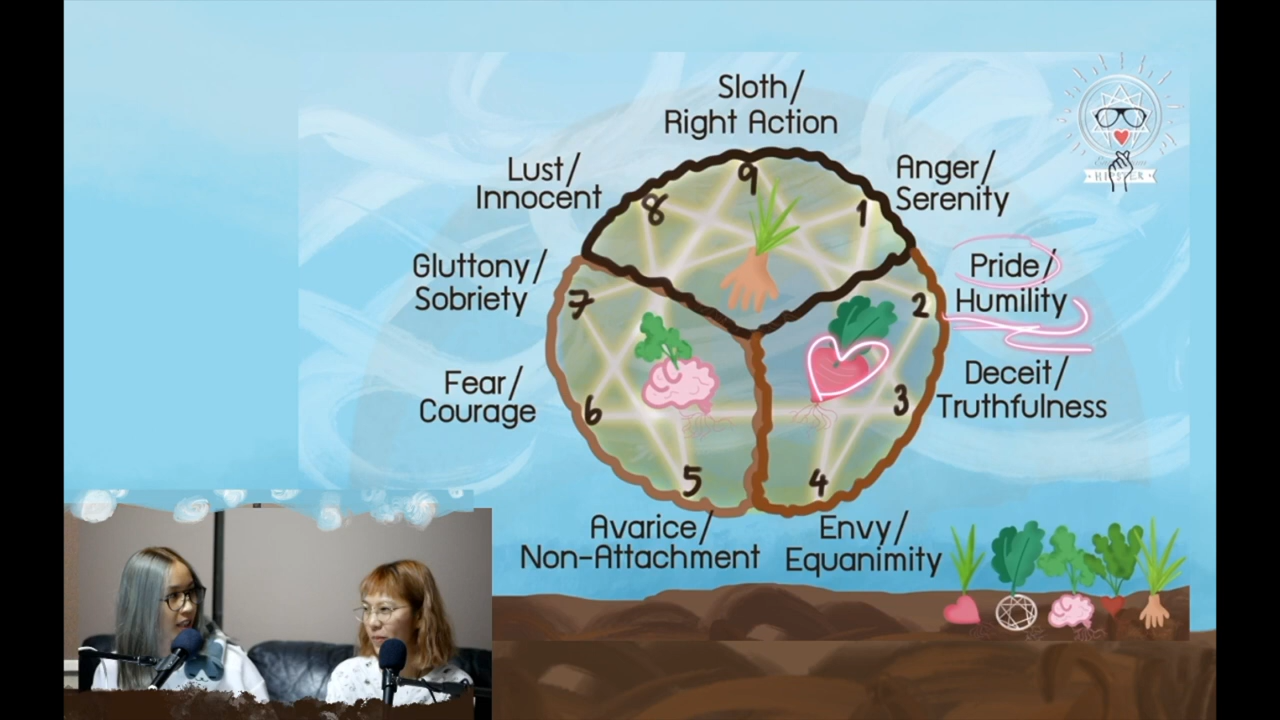 Sloth/
Right Action
Lust/
Innocent
Anger/
Serenity
9
8
1
HIPSTER
Gluttony/
Sobriety
Pride/
Humility
7
2
Fear/
Courage
Deceit/
Truthfulness
6
3
5
4
Avarice/
Non-Attachment
Envy/
Equanimity